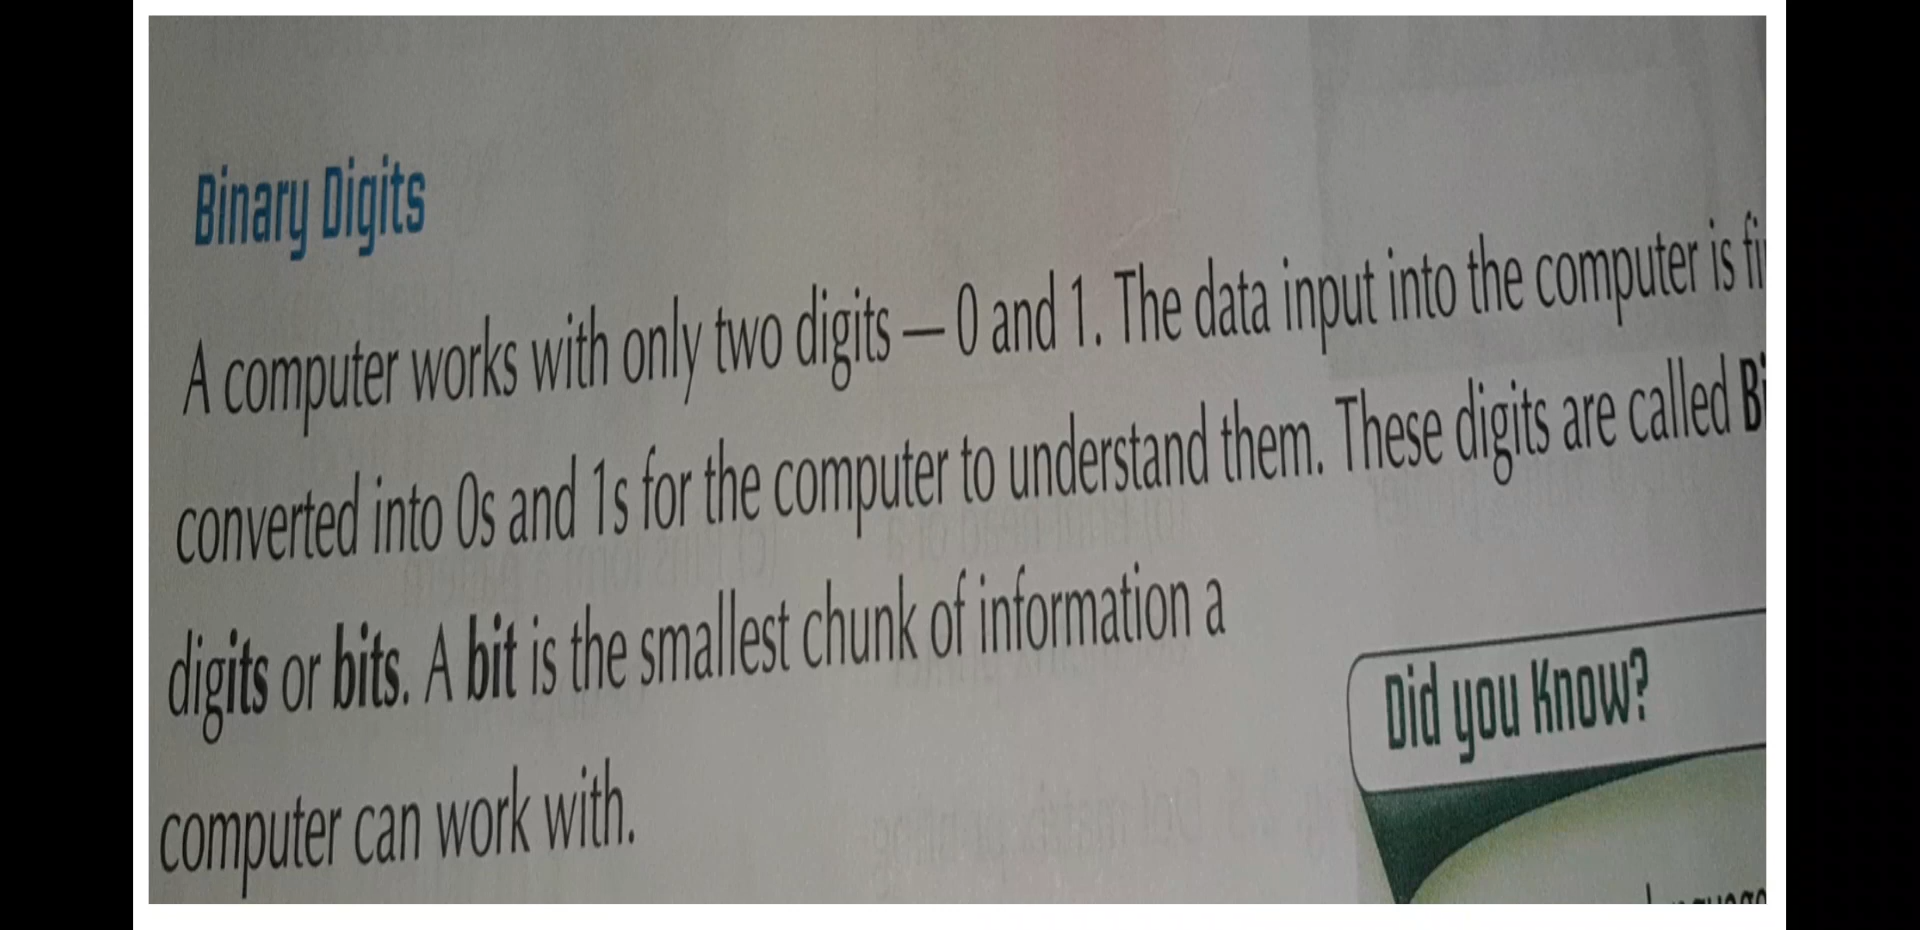 Binary Digits
A computer works with only two digits — 0 and 1. The data input into the computer is fi
converted into 0s and 1s for the computer to understand them. These digits are called Bi
digits or bits. A bit is the smallest chunk of information a
computer can work with.
Did you Know?